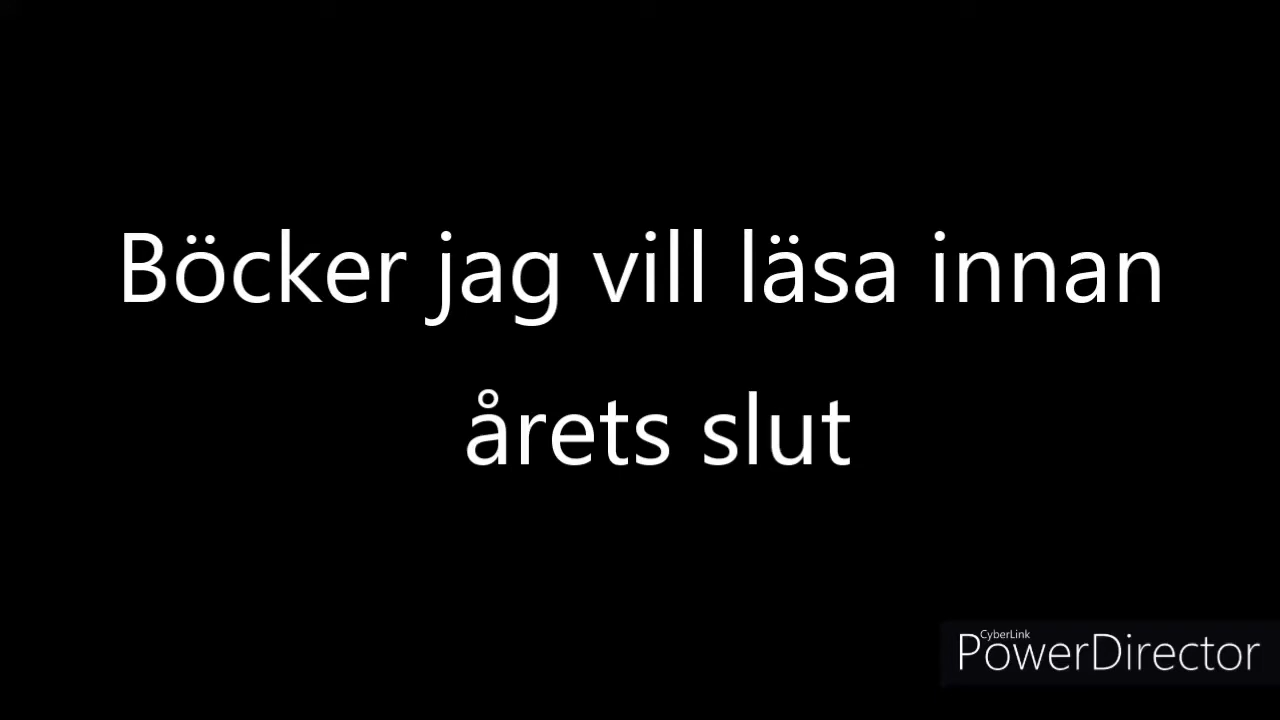 Böcker jag vill läsa innan
årets slut
CyberLink
PowerDirector